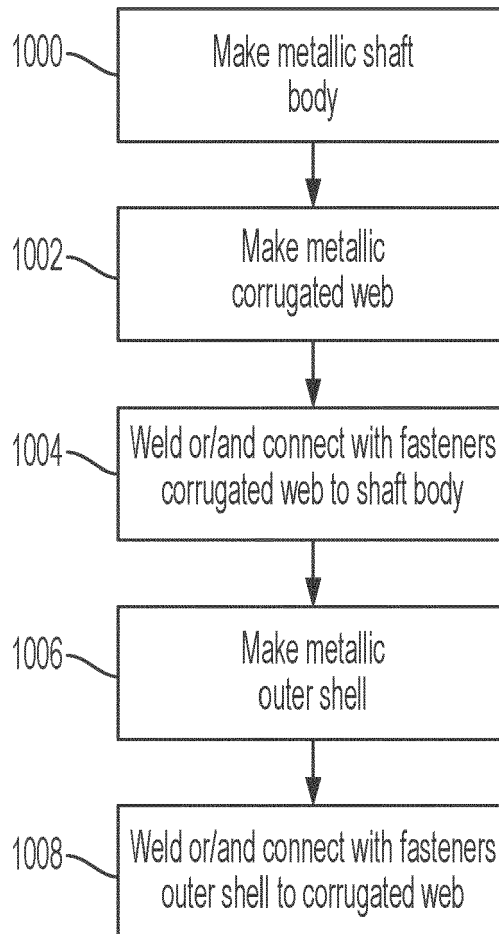 1000
Make metallic shaft
body
1002
Make metallic
corrugated web
1004
Weld or/and connect with fasteners
corrugated web to shaft body
1006
Make metallic
outer shell
1008
Weld or/and connect with fasteners
outer shell to corrugated web